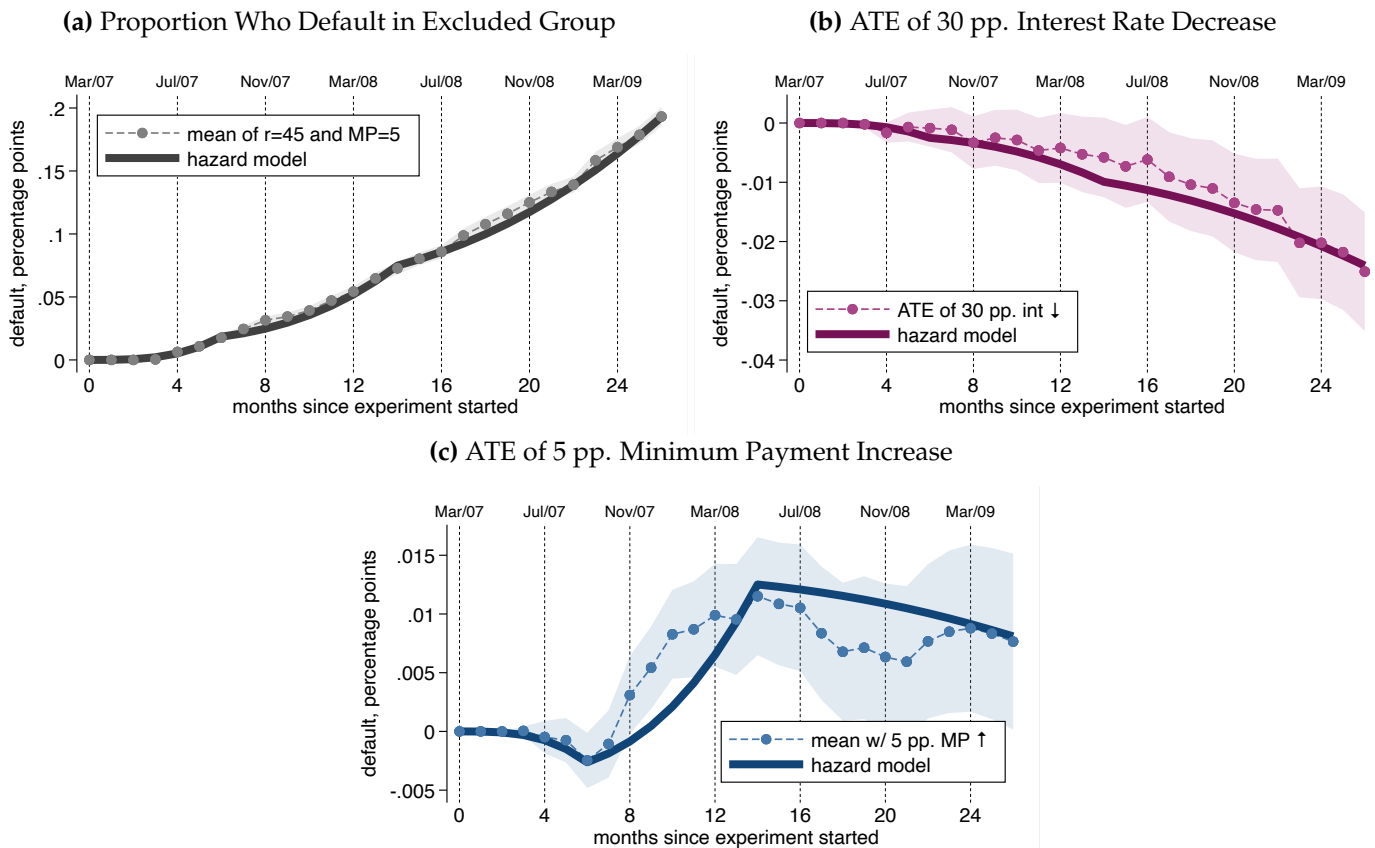 (a) Proportion Who Default in Excluded Group
Mar/07 Jul/07 Nov/07 Mar/08 Jul/08 Nov/08 Mar/09
default, percentage points
.2
.15
.1
.05
0
mean of r=45 and MP=5
hazard model
0 4 8 12 16 20 24
months since experiment started
(b) ATE of 30 pp. Interest Rate Decrease
Mar/07 Jul/07 Nov/07 Mar/08 Jul/08 Nov/08 Mar/09
default, percentage points
0
-.01
-.02
-.03
-.04
ATE of 30 pp. int ↓
hazard model
0 4 8 12 16 20 24
months since experiment started
(c) ATE of 5 pp. Minimum Payment Increase
Mar/07 Jul/07 Nov/07 Mar/08 Jul/08 Nov/08 Mar/09
default, percentage points
.015
.01
.005
0
-.005
mean w/ 5 pp. MP ↑
hazard model
0 4 8 12 16 20 24
months since experiment started